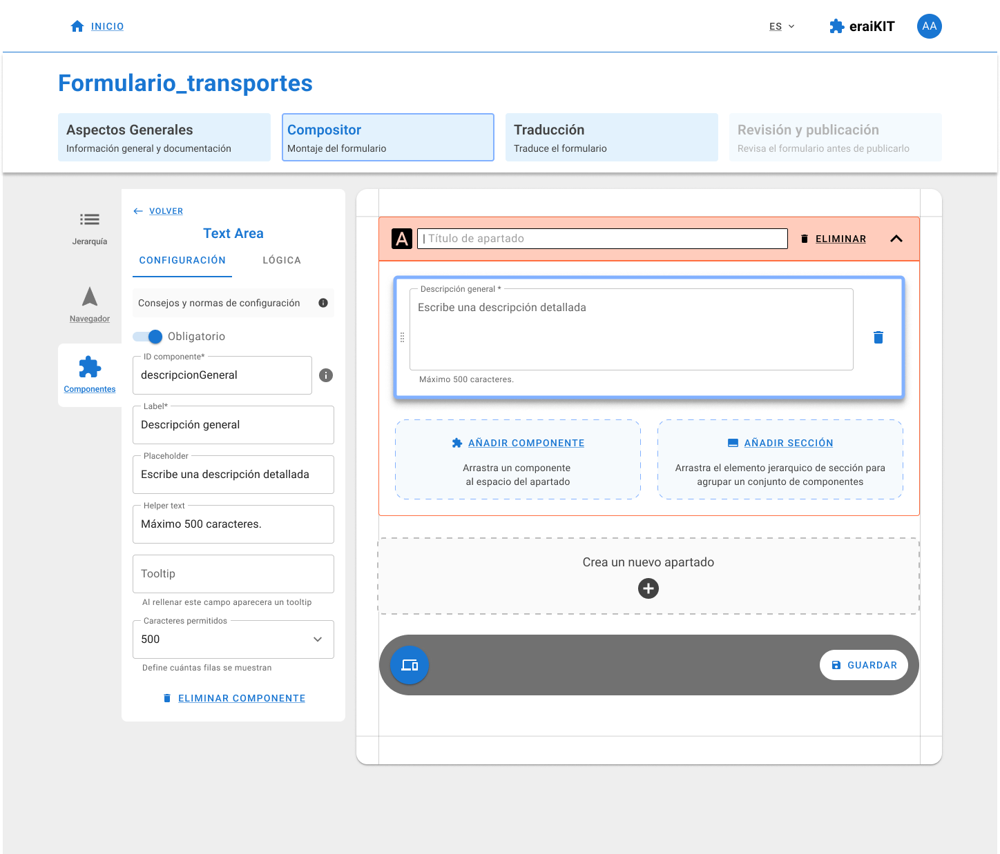 INICIO
ES
eraiKIT
AA
Formulario_transportes
Aspectos Generales
Información general y documentación
Compositor
Montaje del formulario
Traducción
Traduce el formulario
Revisión y publicación
Revisa el formulario antes de publicarlo
Jerarquía
Navegador
Componentes
VOLVER
Text Area
CONFIGURACIÓN
LÓGICA
Consejos y normas de configuración
Obligatorio
ID componente*
descripcionGeneral
Label*
Descripción general
Placeholder
Escribe una descripción detallada
Helper text
Máximo 500 caracteres.
Tooltip
Al rellenar este campo aparecera un tooltip
Caracteres permitidos
500
Define cuántas filas se muestran
ELIMINAR COMPONENTE
A
Título de apartado
ELIMINAR
Descripción general *
Escribe una descripción detallada
Máximo 500 caracteres.
AÑADIR COMPONENTE
Arrastra un componente
al espacio del apartado
AÑADIR SECCIÓN
Arrastra el elemento jerarquico de sección para
agrupar un conjunto de componentes
Crea un nuevo apartado
GUARDAR